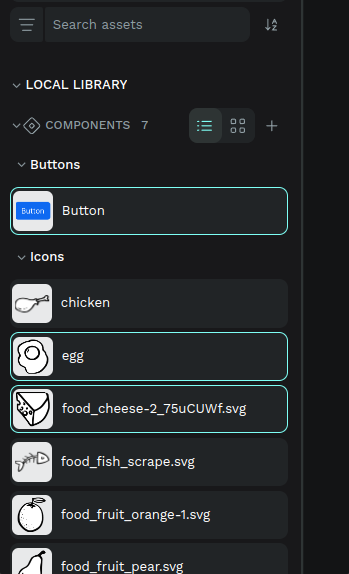 Search assets
LOCAL LIBRARY
COMPONENTS 7
Buttons
Button
Button
Icons
chicken
egg
food_cheese-2_75uCUWf.svg
food_fish_scrape.svg
food_fruit_orange-1.svg
food_fruit_pear.svg